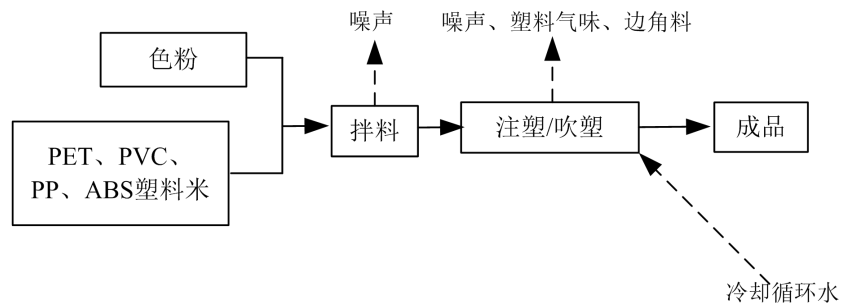 噪声
噪声、塑料气味、边角料
色粉
拌料
注塑/吹塑
成品
PET、PVC、
PP、ABS塑料米
冷却循环水